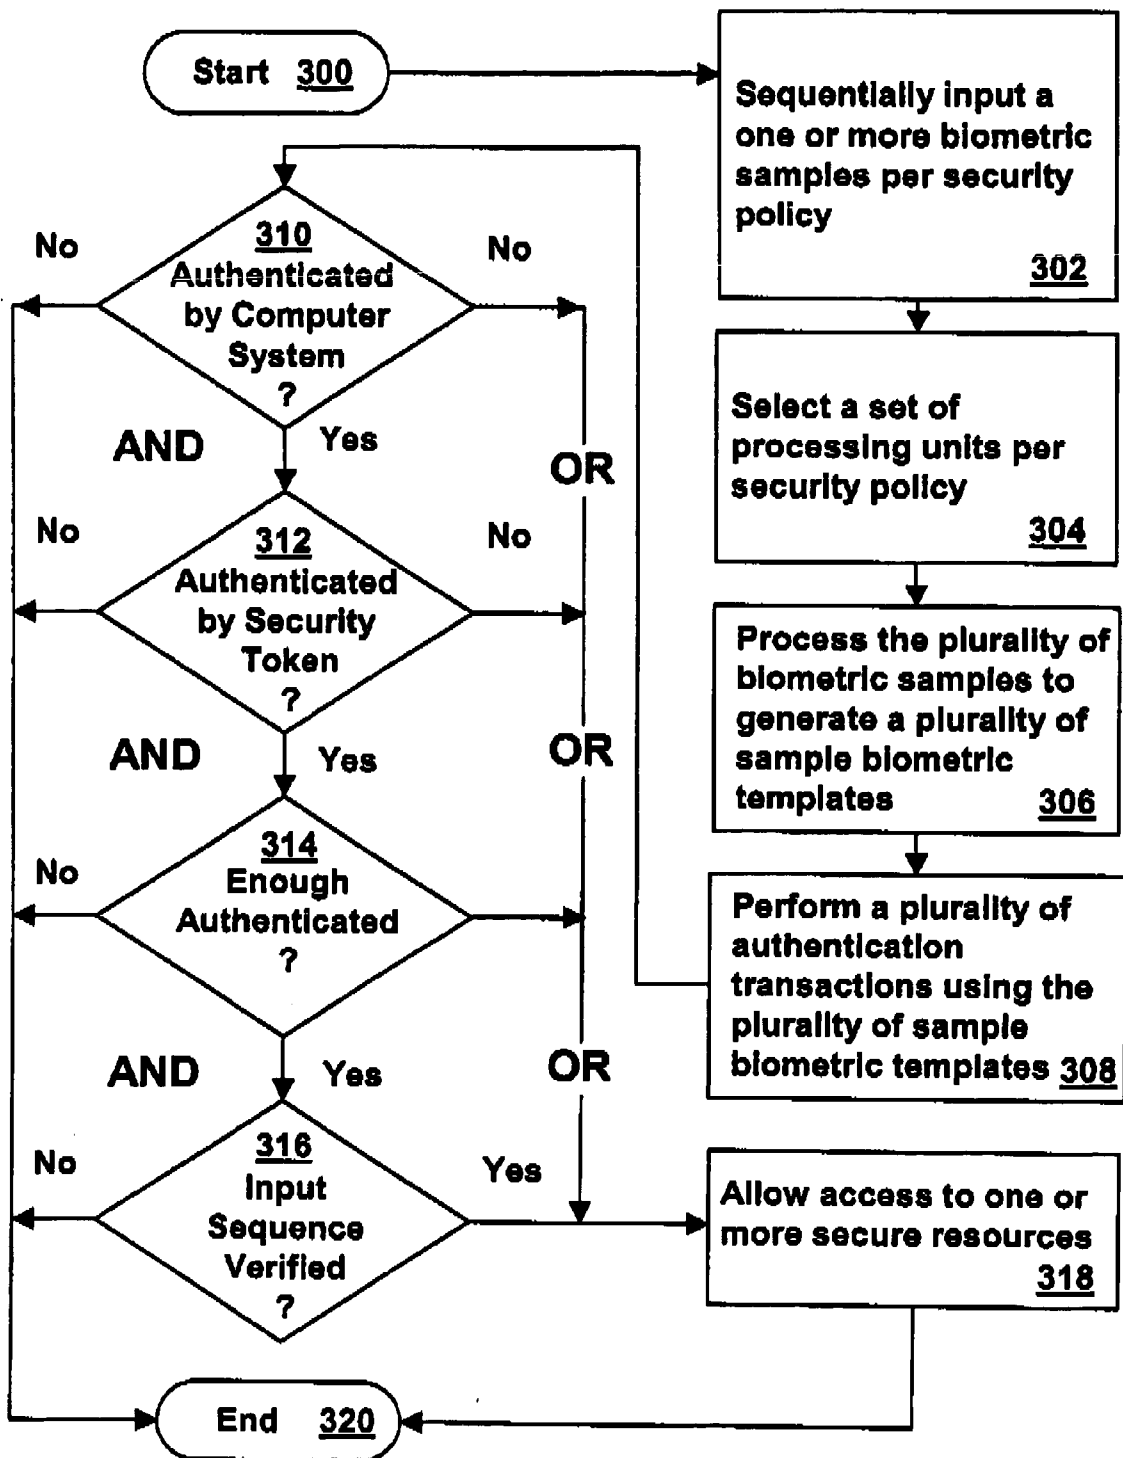 Start 300
Sequentially input a
one or more biometric
samples per security
policy
302
Select a set of
processing units per
security policy
304
Process the plurality of
biometric samples to
generate a plurality of
sample biometric
templates 306
Perform a plurality of
authentication
transactions using the
plurality of sample
biometric templates 308
No
310
Authenticated
by Computer
System
?
No
AND
Yes
OR
No
312
Authenticated
by Security
Token
?
No
AND
Yes
OR
No
314
Enough
Authenticated
?
AND
Yes
OR
No
316
Input
Sequence
Verified
?
Yes
Allow access to one or
more secure resources
318
End 320